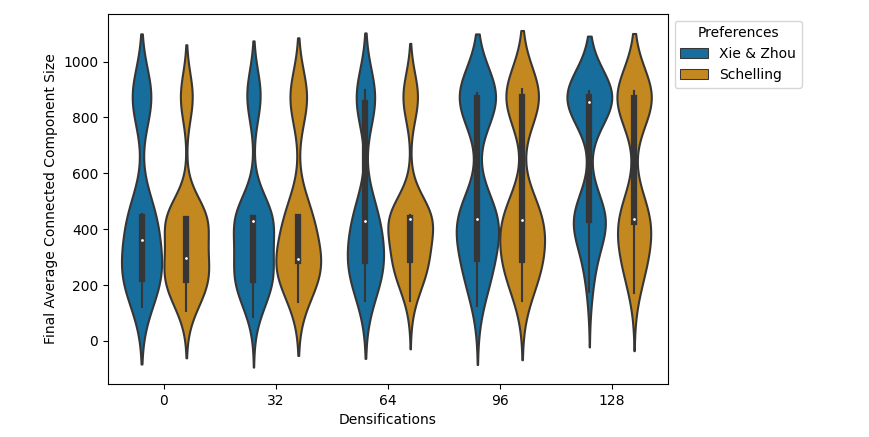 Final Average Connected Component Size
1000
800
600
400
200
0
0 32 64 96 128
Densifications
Preferences
Xie & Zhou
Schelling